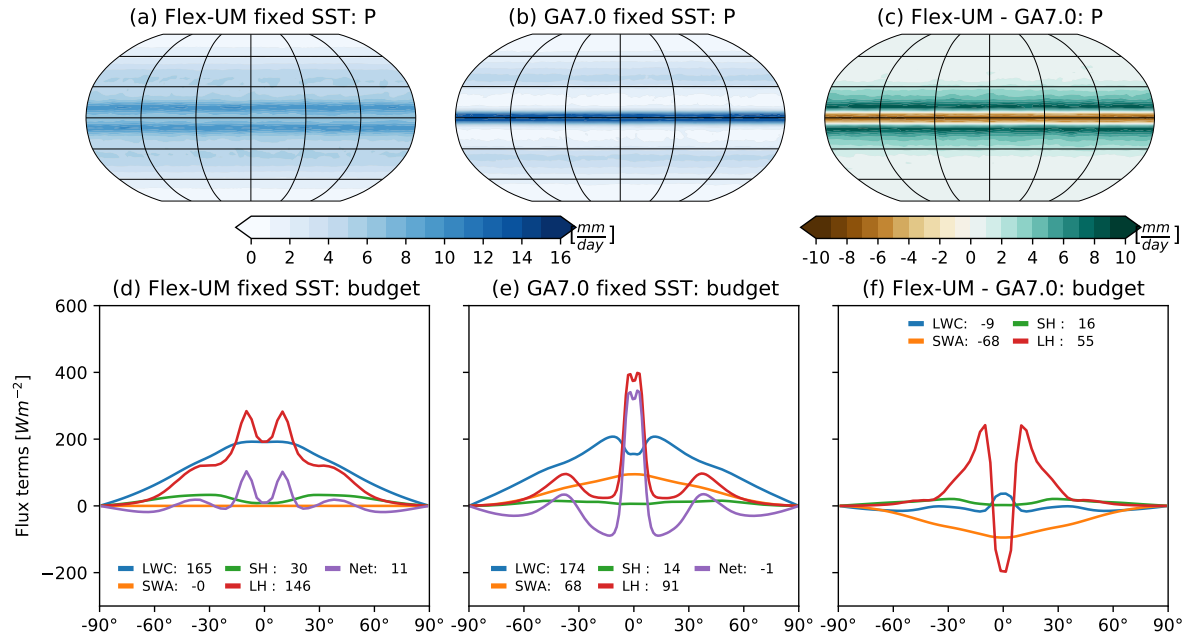 (a) Flex-UM fixed SST: P
(b) GA7.0 fixed SST: P
(c) Flex-UM - GA7.0: P
0 2 4 6 8 10 12 14 16 [mm/day]
-10 -8 -6 -4 -2 0 2 4 6 8 10 [mm/day]
(d) Flex-UM fixed SST: budget
(e) GA7.0 fixed SST: budget
(f) Flex-UM - GA7.0: budget
Flux terms [Wm⁻²]
600
400
200
0
−200
LWC: 165 SH : 30 Net: 11
SWA: -0 LH : 146
LWC: 174 SH : 14 Net: -1
SWA: 68 LH : 91
LWC: -9 SH : 16
SWA: -68 LH : 55
-90° -60° -30° 0° 30° 60° 90°
-90° -60° -30° 0° 30° 60° 90°
-90° -60° -30° 0° 30° 60° 90°